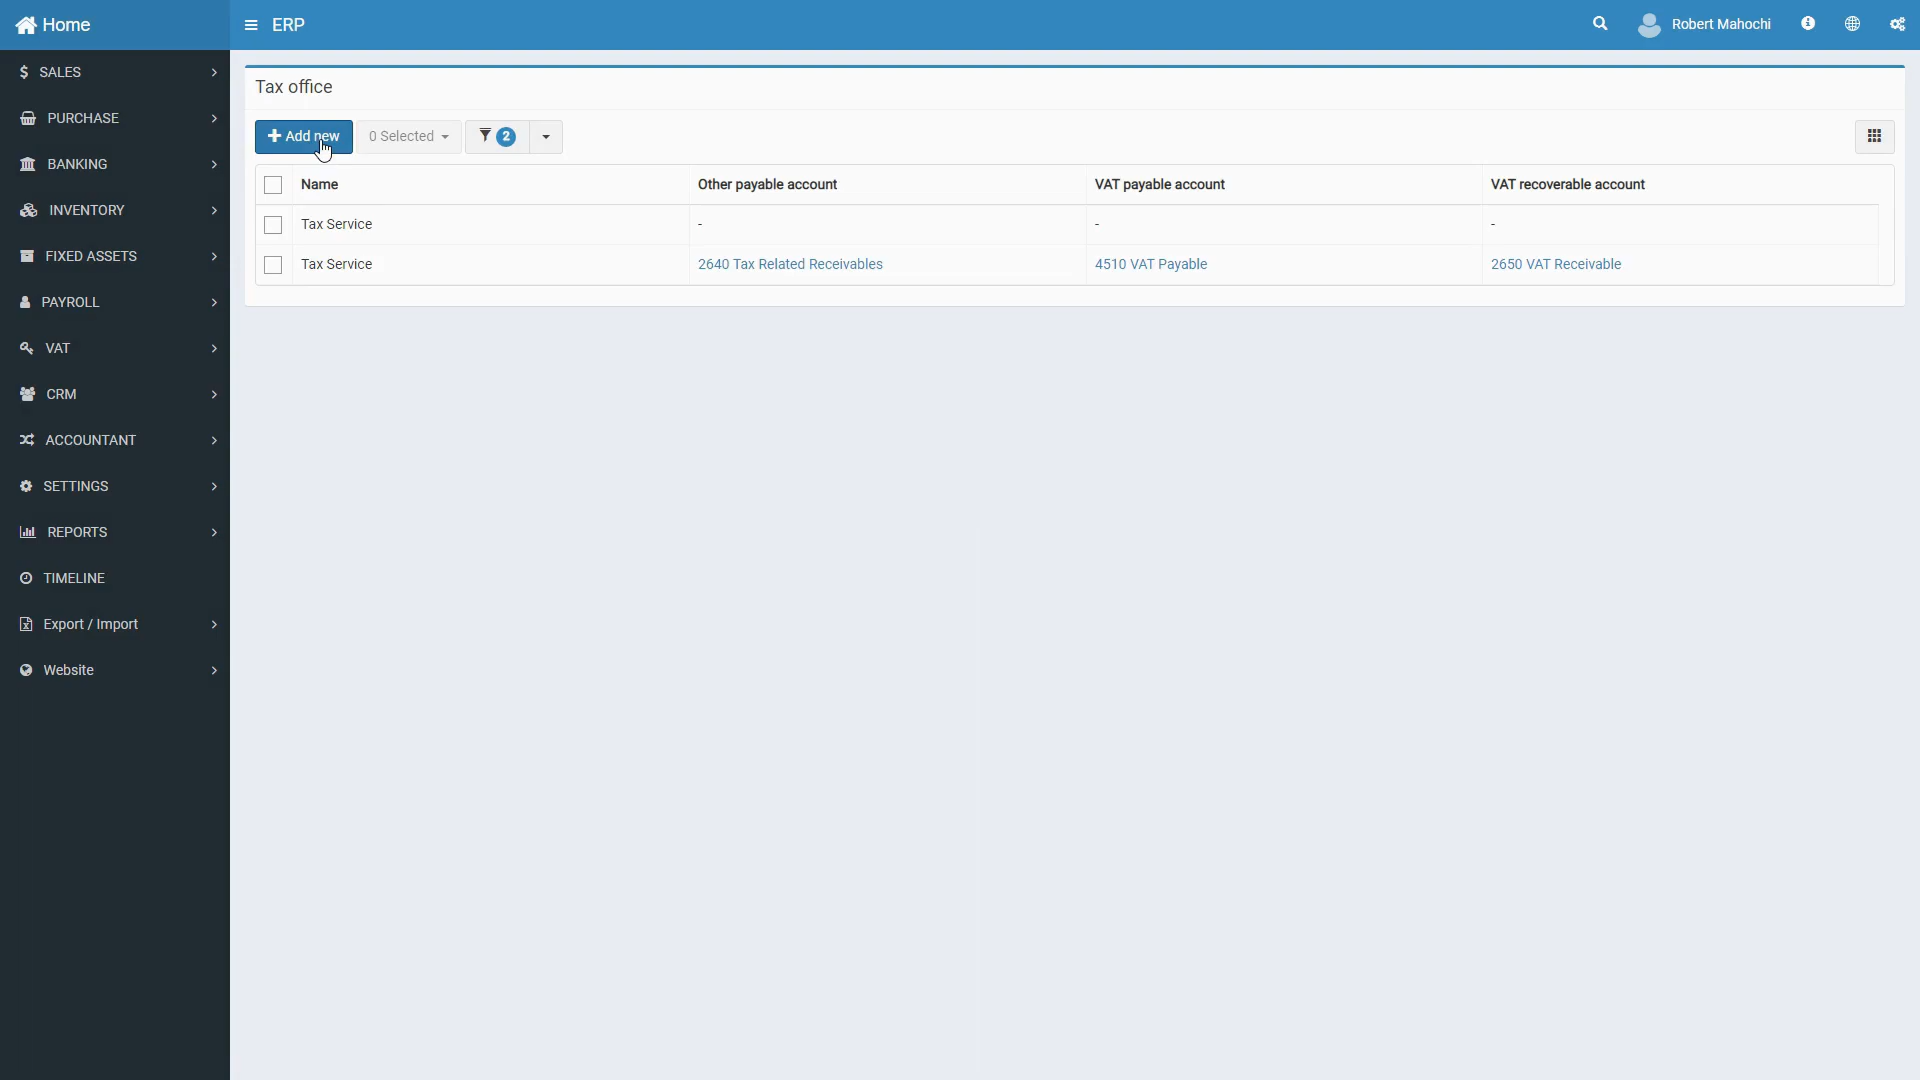 Home
ERP
Robert Mahochi
SALES
PURCHASE
BANKING
INVENTORY
FIXED ASSETS
PAYROLL
VAT
CRM
ACCOUNTANT
SETTINGS
REPORTS
TIMELINE
Export / Import
Website
Tax office
Add new
0 Selected
2
Name Other payable account VAT payable account VAT recoverable account
Tax Service - - -
Tax Service 2640 Tax Related Receivables 4510 VAT Payable 2650 VAT Receivable